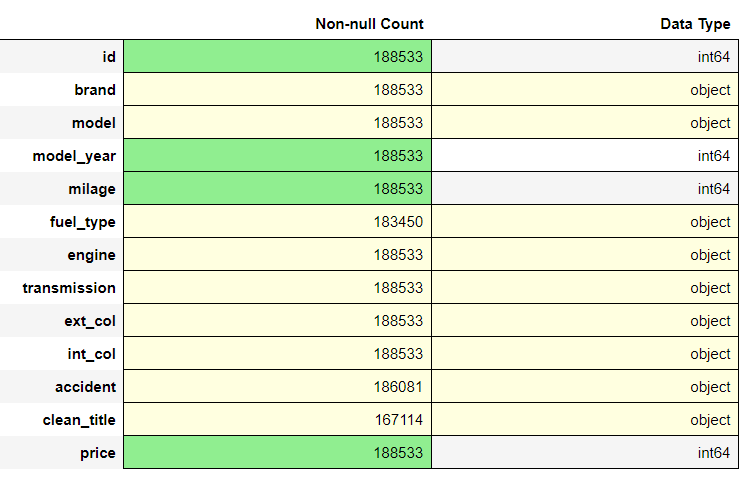 Non-null Count Data Type
id 188533 int64
brand 188533 object
model 188533 object
model_year 188533 int64
milage 188533 int64
fuel_type 183450 object
engine 188533 object
transmission 188533 object
ext_col 188533 object
int_col 188533 object
accident 186081 object
clean_title 167114 object
price 188533 int64